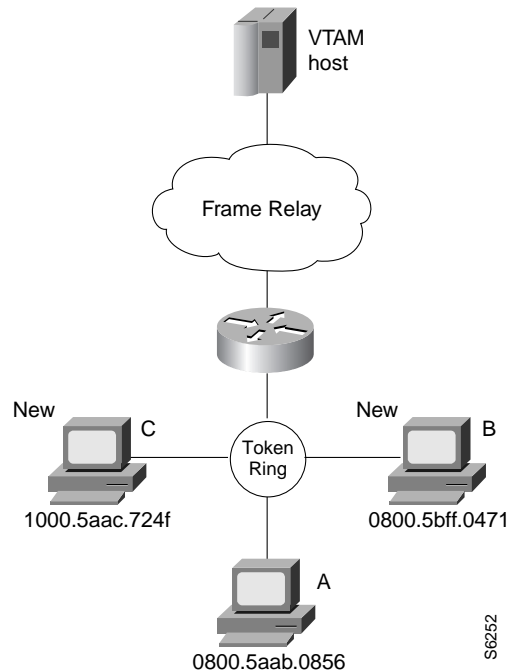 VTAM
host
Frame Relay
New
C
New
B
Token
Ring
1000.5aac.724f
0800.5bff.0471
A
0800.5aab.0856
S6252